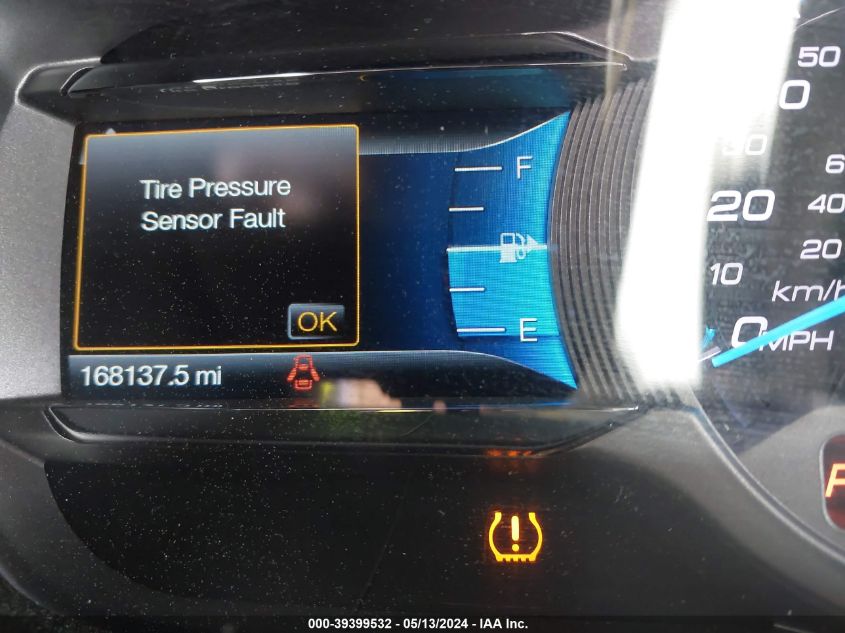 Tire Pressure
Sensor Fault
OK
168137.5 mi
F
E
50
6
20
40
20
10
km/h
0
MPH
P
000-39399532 - 05/13/2024 - IAA Inc.